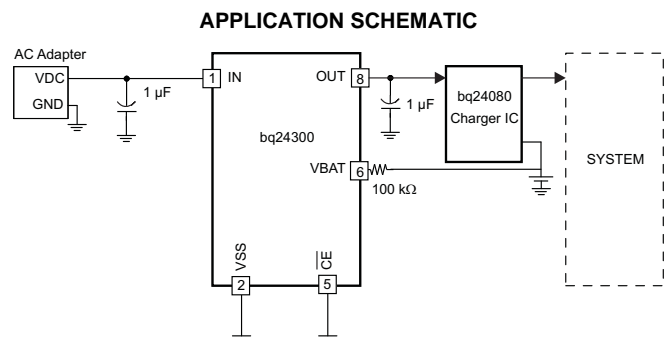 APPLICATION SCHEMATIC
AC Adapter
VDC
GND
1 µF
1
IN
OUT
8
1 µF
bq24080
Charger IC
bq24300
VBAT
6
100 kΩ
SYSTEM
VSS
2
CE
5